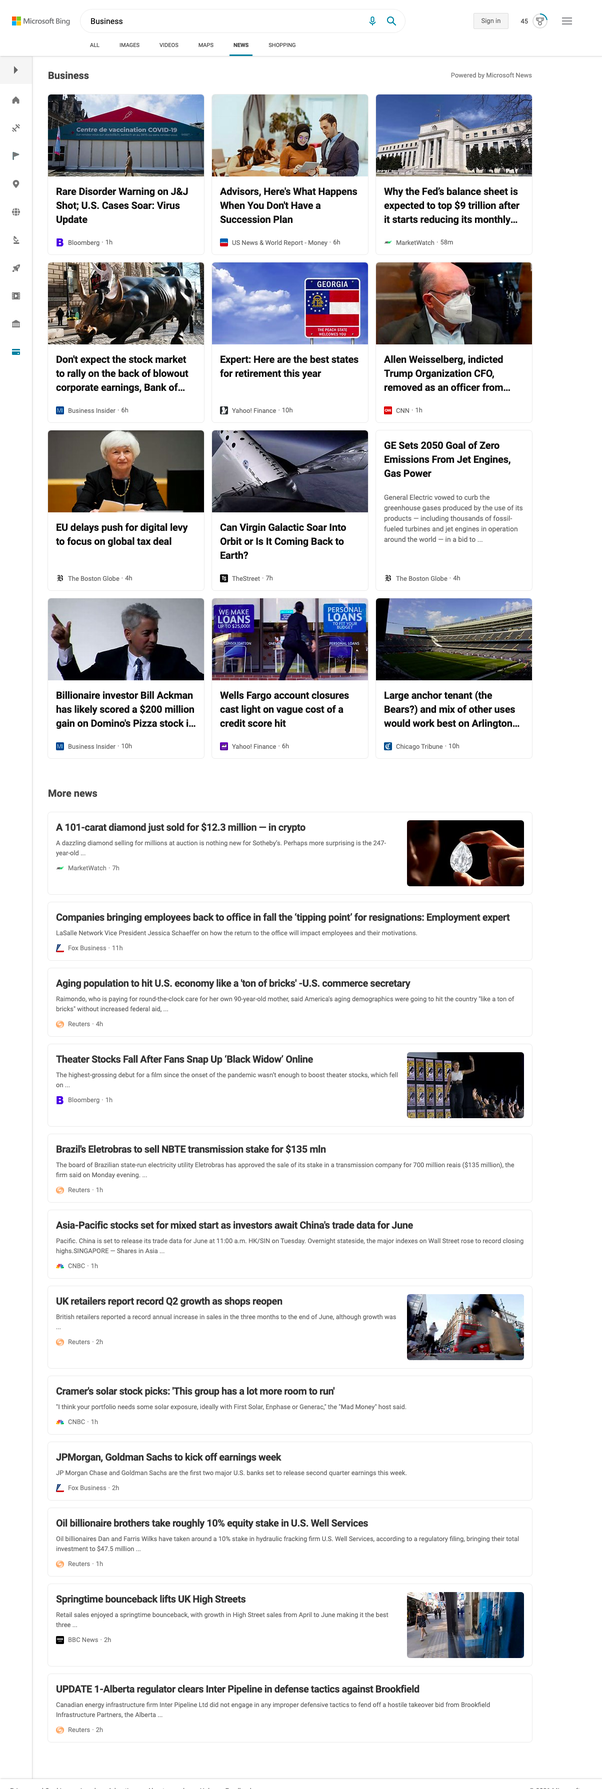 Microsoft Bing
Business
Sign in
45
ALL IMAGES VIDEOS MAPS NEWS SHOPPING
Business
Powered by Microsoft News
Centre de vaccination COVID-19
Rare Disorder Warning on J&J
Shot; U.S. Cases Soar: Virus
Update
Bloomberg · 1h
Advisors, Here's What Happens
When You Don't Have a
Succession Plan
US News & World Report - Money · 6h
Why the Fed's balance sheet is
expected to top $9 trillion after
it starts reducing its monthly...
MarketWatch · 58m
Don't expect the stock market
to rally on the back of blowout
corporate earnings, Bank of...
Business Insider · 6h
GEORGIA
THE PEACH STATE
WELCOMES YOU
Expert: Here are the best states
for retirement this year
Yahoo! Finance · 10h
Allen Weisselberg, indicted
Trump Organization CFO,
removed as an officer from...
CNN · 1h
EU delays push for digital levy
to focus on global tax deal
The Boston Globe · 4h
Can Virgin Galactic Soar Into
Orbit or Is It Coming Back to
Earth?
TheStreet · 7h
GE Sets 2050 Goal of Zero
Emissions From Jet Engines,
Gas Power
General Electric vowed to curb the
greenhouse gases produced by the use of its
products — including thousands of fossil-
fueled turbines and jet engines in operation
around the world — in a bid to ...
The Boston Globe · 4h
Billionaire investor Bill Ackman
has likely scored a $200 million
gain on Domino's Pizza stock i...
Business Insider · 10h
WE MAKE
LOANS
UP TO $25,000!
PERSONAL
LOANS
TO FIT YOUR
BUDGET
Wells Fargo account closures
cast light on vague cost of a
credit score hit
Yahoo! Finance · 6h
Large anchor tenant (the
Bears?) and mix of other uses
would work best on Arlington...
Chicago Tribune · 10h
More news
A 101-carat diamond just sold for $12.3 million — in crypto
A dazzling diamond selling for millions at auction is nothing new for Sotheby's. Perhaps more surprising is the 247-
year-old ...
MarketWatch · 7h
Companies bringing employees back to office in fall the 'tipping point' for resignations: Employment expert
LaSalle Network Vice President Jessica Schaeffer on how the return to the office will impact employees and their motivations.
Fox Business · 11h
Aging population to hit U.S. economy like a 'ton of bricks' -U.S. commerce secretary
Raimondo, who is paying for round-the-clock care for her own 90-year-old mother, said America's aging demographics were going to hit the country "like a ton of
bricks" without increased federal aid, ...
Reuters · 4h
Theater Stocks Fall After Fans Snap Up 'Black Widow' Online
The highest-grossing debut for a film since the onset of the pandemic wasn't enough to boost theater stocks, which fell
on ...
Bloomberg · 1h
Brazil's Eletrobras to sell NBTE transmission stake for $135 mln
The board of Brazilian state-run electricity utility Eletrobras has approved the sale of its stake in a transmission company for 700 million reais ($135 million), the
firm said on Monday evening. ...
Reuters · 1h
Asia-Pacific stocks set for mixed start as investors await China's trade data for June
Pacific. China is set to release its trade data for June at 11:00 a.m. HK/SIN on Tuesday. Overnight stateside, the major indexes on Wall Street rose to record closing
highs.SINGAPORE — Shares in Asia ...
CNBC · 1h
UK retailers report record Q2 growth as shops reopen
British retailers reported a record annual increase in sales in the three months to the end of June, although growth was
...
Reuters · 2h
Cramer's solar stock picks: 'This group has a lot more room to run'
"I think your portfolio needs some solar exposure, ideally with First Solar, Enphase or Generac," the "Mad Money" host said.
CNBC · 1h
JPMorgan, Goldman Sachs to kick off earnings week
JP Morgan Chase and Goldman Sachs are the first two major U.S. banks set to release second quarter earnings this week.
Fox Business · 2h
Oil billionaire brothers take roughly 10% equity stake in U.S. Well Services
Oil billionaires Dan and Farris Wilks have taken around a 10% stake in hydraulic fracking firm U.S. Well Services, according to a regulatory filing, bringing their total
investment to $47.5 million ...
Reuters · 1h
Springtime bounceback lifts UK High Streets
Retail sales enjoyed a springtime bounceback, with growth in High Street sales from April to June making it the best
three ...
BBC News · 2h
UPDATE 1-Alberta regulator clears Inter Pipeline in defense tactics against Brookfield
Canadian energy infrastructure firm Inter Pipeline Ltd did not engage in any improper defensive tactics to fend off a hostile takeover bid from Brookfield
Infrastructure Partners, the Alberta ...
Reuters · 2h